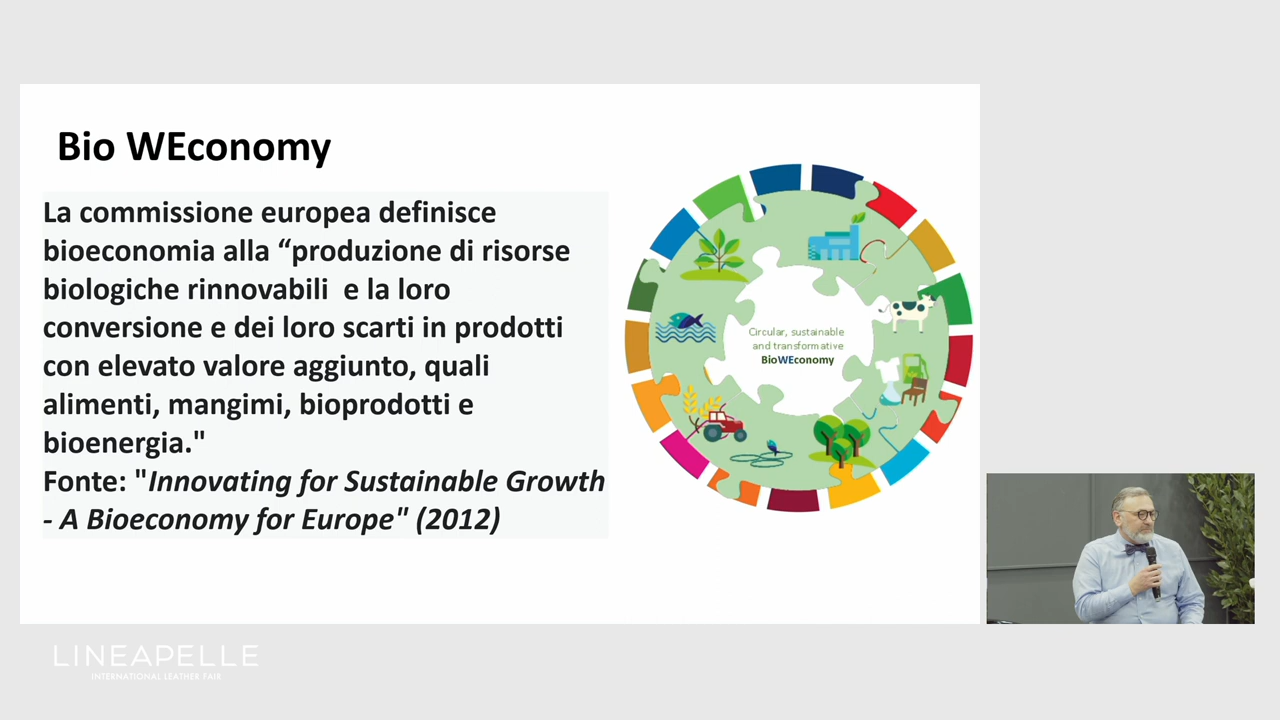 Bio WEconomy
La commissione europea definisce
bioeconomia alla “produzione di risorse
biologiche rinnovabili e la loro
conversione e dei loro scarti in prodotti
con elevato valore aggiunto, quali
alimenti, mangimi, bioprodotti e
bioenergia."
Fonte: "Innovating for Sustainable Growth
- A Bioeconomy for Europe" (2012)
Circular, sustainable
and transformative
BioWEconomy
LINEAPELLE
INTERNATIONAL LEATHER FAIR